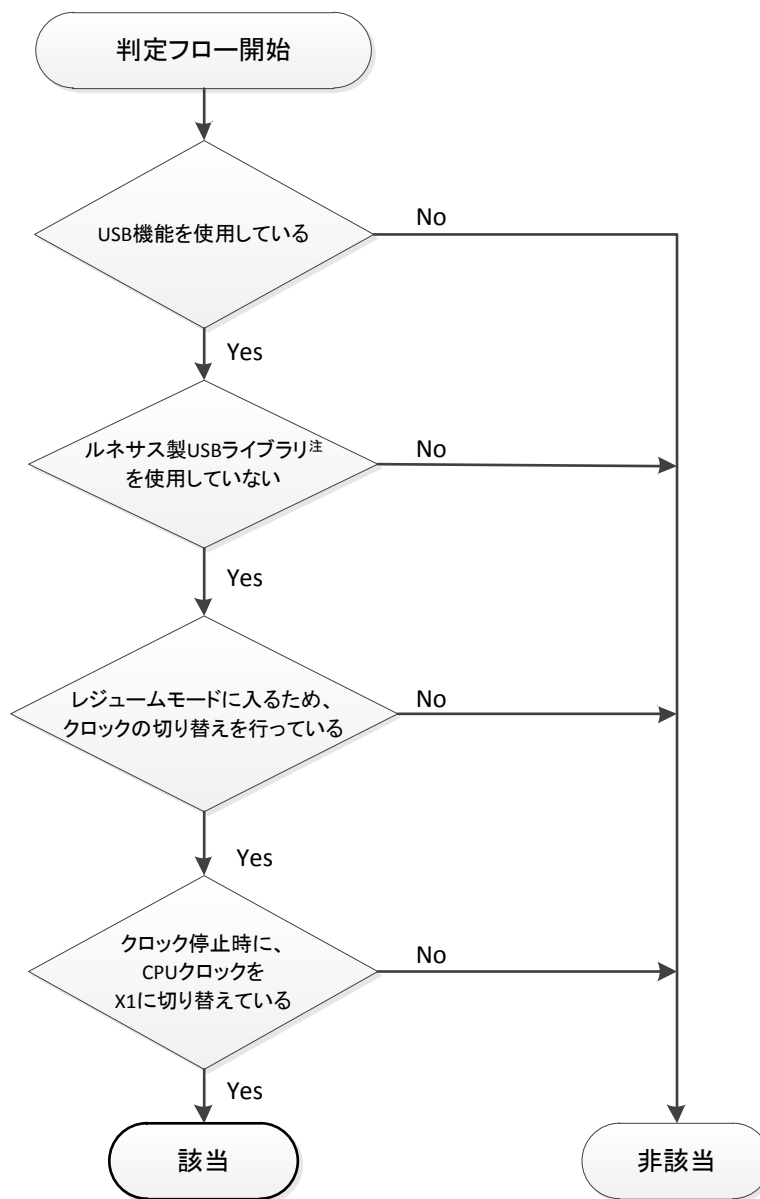 判定フロー開始
USB機能を使用している
No
Yes
ルネサス製USBライブラリ注
を使用していない
No
Yes
レジュームモードに入るため、
クロックの切り替えを行っている
No
Yes
クロック停止時に、
CPUクロックを
X1に切り替えている
No
Yes
該当
非該当